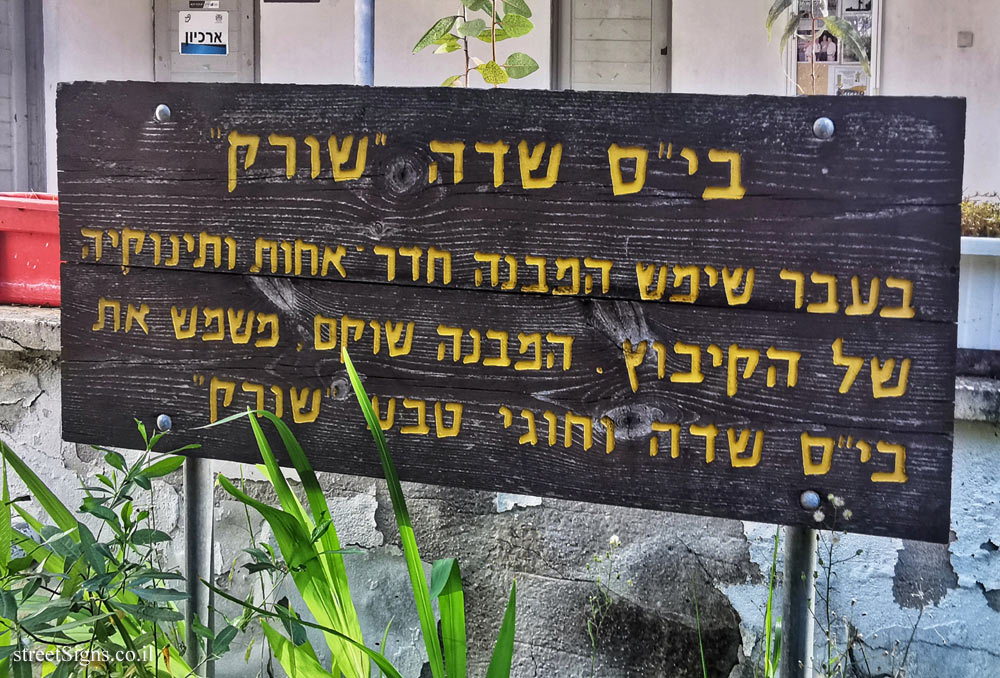 ארכיון
בי"ס שדה "שורק"
בעבר שימש המבנה חדר אחות ותינוקיה
של הקיבוץ. המבנה שוקם, משמש את
בי"ס שדה וחוגי טבע "שורק"
streetSigns.co.il